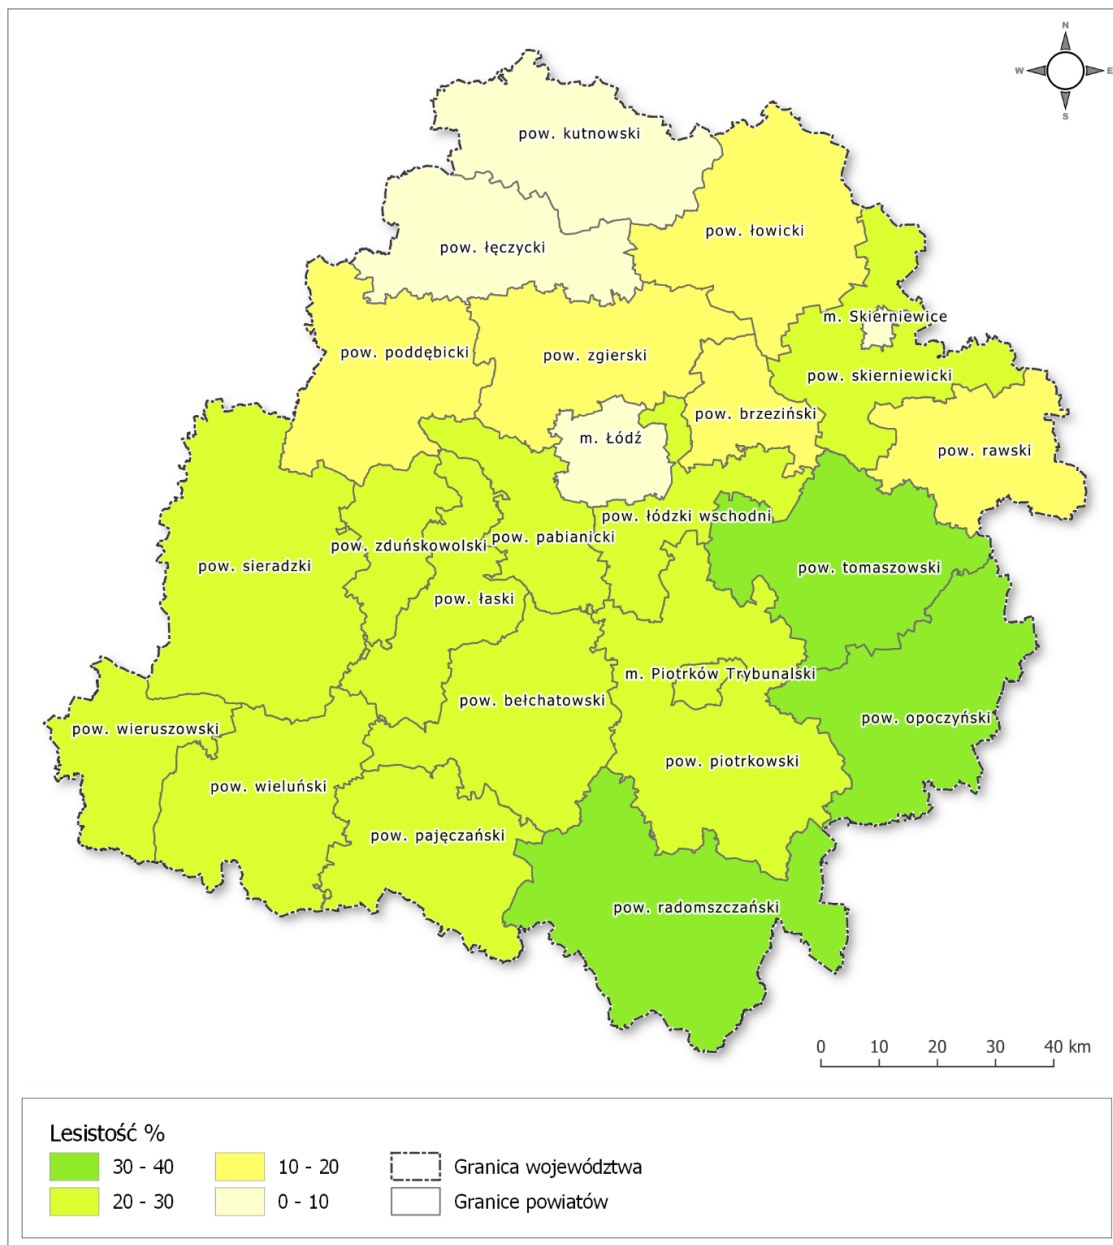 N
W
E
S
pow. kutnowski
pow. łowicki
pow. łęczycki
m. Skierniewice
pow. poddębicki
pow. zgierski
pow. skierniewicki
pow. brzeziński
m. Łódź
pow. rawski
pow. łódzki wschodni
pow. pabianicki
pow. zduńskowolski
pow. sieradzki
pow. tomaszowski
pow. łaski
m. Piotrków Trybunalski
pow. bełchatowski
pow. opoczyński
pow. wieruszowski
pow. piotrkowski
pow. wieluński
pow. pajęczański
pow. radomszczański
0 10 20 30 40 km
Lesistość %
30 - 40
10 - 20
Granica województwa
20 - 30
0 - 10
Granice powiatów